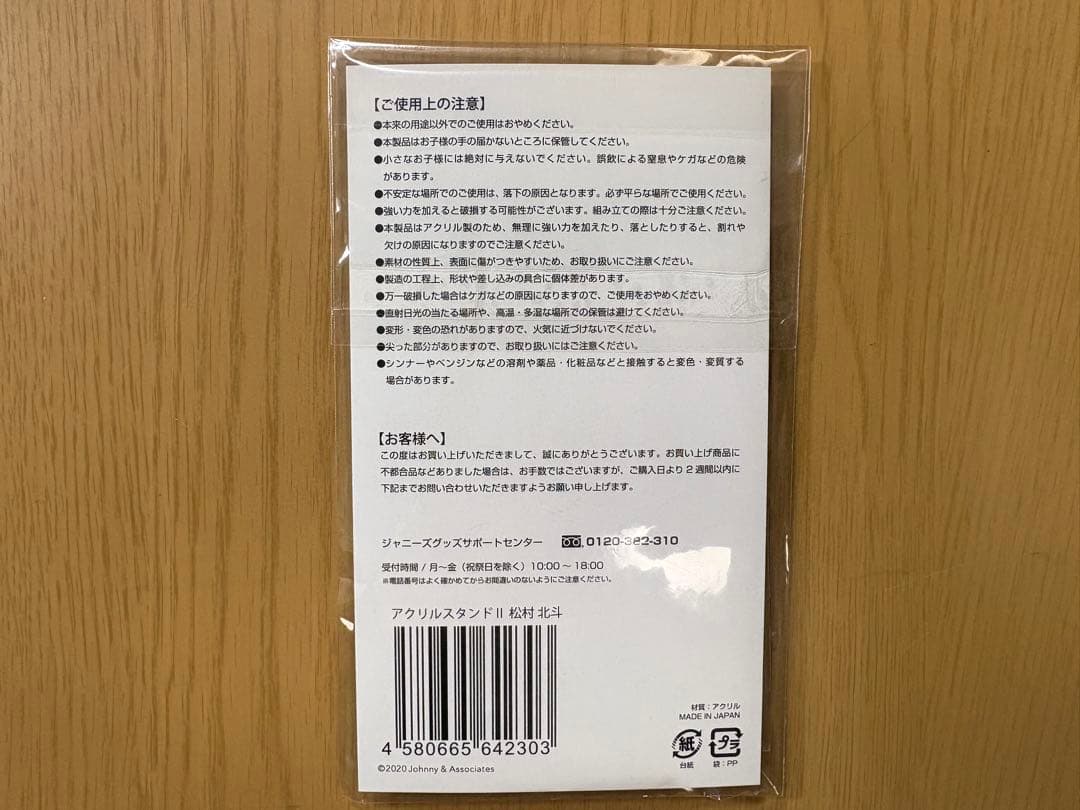 【ご使用上の注意】
●本来の用途以外でのご使用はおやめください。
●本製品はお子様の手の届かないところに保管してください。
●小さなお子様には絶対に与えないでください。誤飲による窒息やケガなどの危険
があります。
●不安定な場所でのご使用は、落下の原因となります。必ず平らな場所でご使用ください。
●強い力を加えると破損する可能性がございます。組み立ての際は十分ご注意ください。
●本製品はアクリル製のため、無理に強い力を加えたり、落としたりすると、割れや
欠けの原因になりますのでご注意ください。
●素材の性質上、表面に傷がつきやすいため、お取り扱いにご注意ください。
●製造の工程上、形状や差し込みの具合に個体差があります。
●万一破損した場合はケガなどの原因になりますので、ご使用をおやめください。
●直射日光の当たる場所や、高温・多湿な場所での保管は避けてください。
●変形・変色の恐れがありますので、火気に近づけないでください。
●尖った部分がありますので、お取り扱いにはご注意ください。
●シンナーやベンジンなどの溶剤や薬品・化粧品などと接触すると変色・変質する
場合があります。
【お客様へ】
この度はお買い上げいただきまして、誠にありがとうございます。お買い上げ商品に
不都合品などありました場合は、お手数ではございますが、ご購入日より2週間以内に
下記までお問い合わせいただきますようお願い申し上げます。
ジャニーズグッズサポートセンター 0120-382-310
受付時間/月〜金（祝祭日を除く）10:00〜18:00
※電話番号はよく確かめてからお間違いのないようにご注意ください。
アクリルスタンドII 松村 北斗
4 580665 642303
©2020 Johnny & Associates
材質：アクリル
MADE IN JAPAN
紙 プラ
台紙 袋：PP